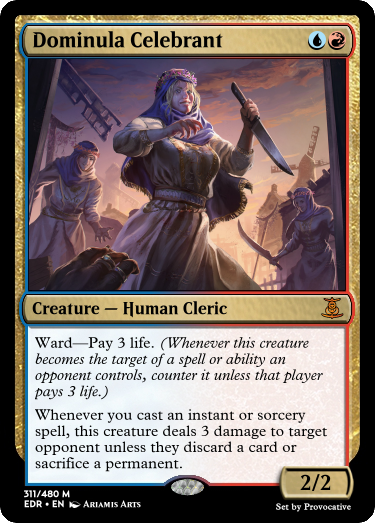 Dominula Celebrant
Creature — Human Cleric
Ward—Pay 3 life. (Whenever this creature
becomes the target of a spell or ability an
opponent controls, counter it unless that player
pays 3 life.)
Whenever you cast an instant or sorcery
spell, this creature deals 3 damage to target
opponent unless they discard a card or
sacrifice a permanent.
2/2
311/480 M
EDR • EN Ariamis Arts
Set by Provocative